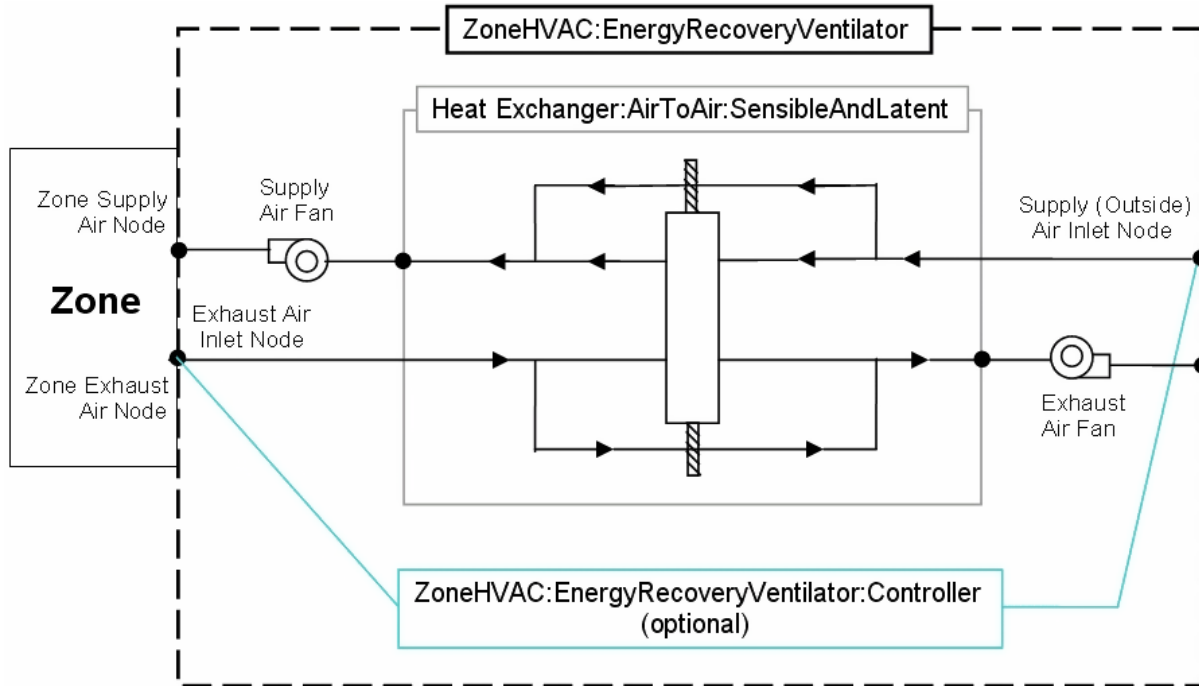 ZoneHVAC:EnergyRecoveryVentilator
Heat Exchanger:AirToAir:SensibleAndLatent
Zone Supply
Air Node
Supply
Air Fan
Supply (Outside)
Air Inlet Node
Zone
Exhaust Air
Inlet Node
Zone Exhaust
Air Node
Exhaust
Air Fan
ZoneHVAC:EnergyRecoveryVentilator:Controller
(optional)